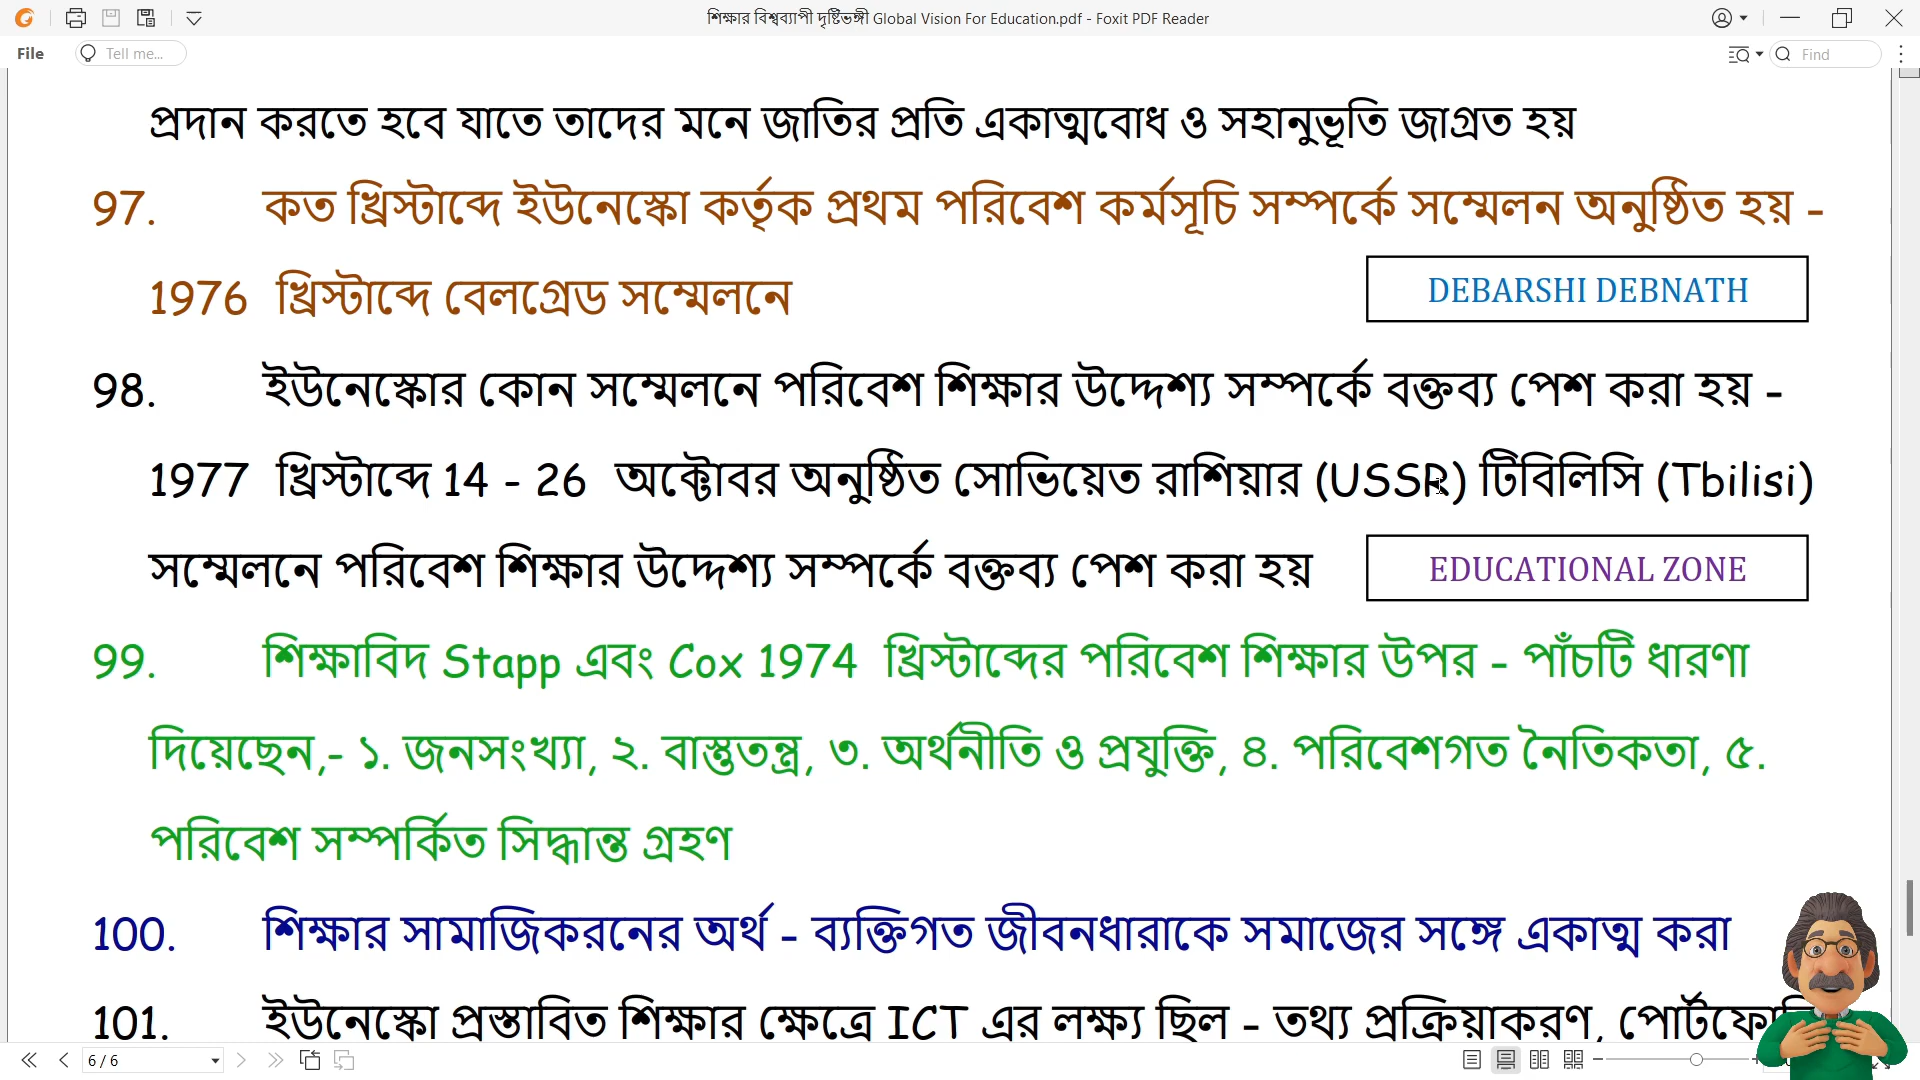 শিক্ষার বিশ্বব্যাপী দৃষ্টিভঙ্গী Global Vision For Education.pdf - Foxit PDF Reader
File
Tell me...
Find
প্রদান করতে হবে যাতে তাদের মনে জাতির প্রতি একাত্মবোধ ও সহানুভূতি জাগ্রত হয়
97. কত খ্রিস্টাব্দে ইউনেস্কো কর্তৃক প্রথম পরিবেশ কর্মসূচি সম্পর্কে সম্মেলন অনুষ্ঠিত হয় -
1976 খ্রিস্টাব্দে বেলগ্রেড সম্মেলনে
DEBARSHI DEBNATH
98. ইউনেস্কোর কোন সম্মেলনে পরিবেশ শিক্ষার উদ্দেশ্য সম্পর্কে বক্তব্য পেশ করা হয় -
1977 খ্রিস্টাব্দে 14 - 26 অক্টোবর অনুষ্ঠিত সোভিয়েত রাশিয়ার (USSR) টিবিলিসি (Tbilisi)
সম্মেলনে পরিবেশ শিক্ষার উদ্দেশ্য সম্পর্কে বক্তব্য পেশ করা হয়
EDUCATIONAL ZONE
99. শিক্ষাবিদ Stapp এবং Cox 1974 খ্রিস্টাব্দের পরিবেশ শিক্ষার উপর - পাঁচটি ধারণা
দিয়েছেন,- ১. জনসংখ্যা, ২. বাস্তুতন্ত্র, ৩. অর্থনীতি ও প্রযুক্তি, ৪. পরিবেশগত নৈতিকতা, ৫.
পরিবেশ সম্পর্কিত সিদ্ধান্ত গ্রহণ
100. শিক্ষার সামাজিকরনের অর্থ - ব্যক্তিগত জীবনধারাকে সমাজের সঙ্গে একাত্ম করা
101. ইউনেস্কো প্রস্তাবিত শিক্ষার ক্ষেত্রে ICT এর লক্ষ্য ছিল - তথ্য প্রক্রিয়াকরণ,
6 / 6